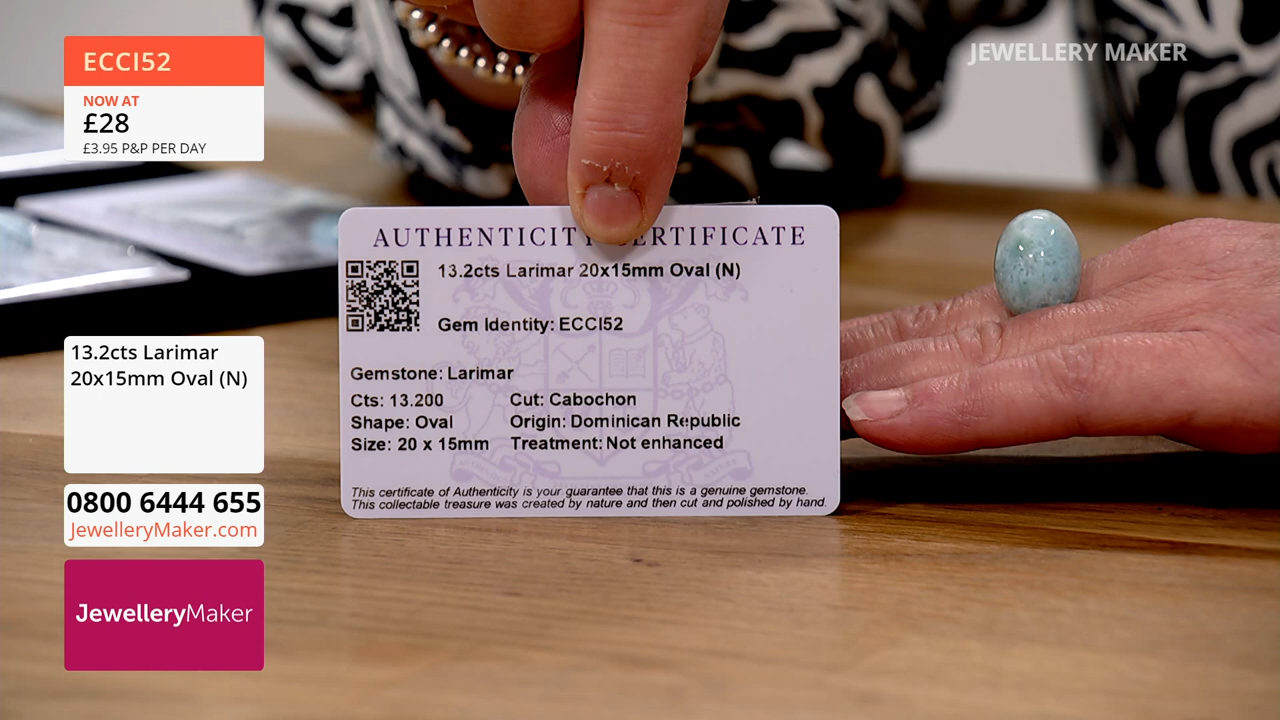 ECCI52
NOW AT
£28
£3.95 P&P PER DAY
13.2cts Larimar
20x15mm Oval (N)
0800 6444 655
JewelleryMaker.com
JewelleryMaker
JEWELLERY MAKER
AUTHENTICITY CERTIFICATE
13.2cts Larimar 20x15mm Oval (N)
Gem Identity: ECCI52
Gemstone: Larimar
Cts: 13.200 Cut: Cabochon
Shape: Oval Origin: Dominican Republic
Size: 20 x 15mm Treatment: Not enhanced
This certificate of Authenticity is your guarantee that this is a genuine gemstone.
This collectable treasure was created by nature and then cut and polished by hand.